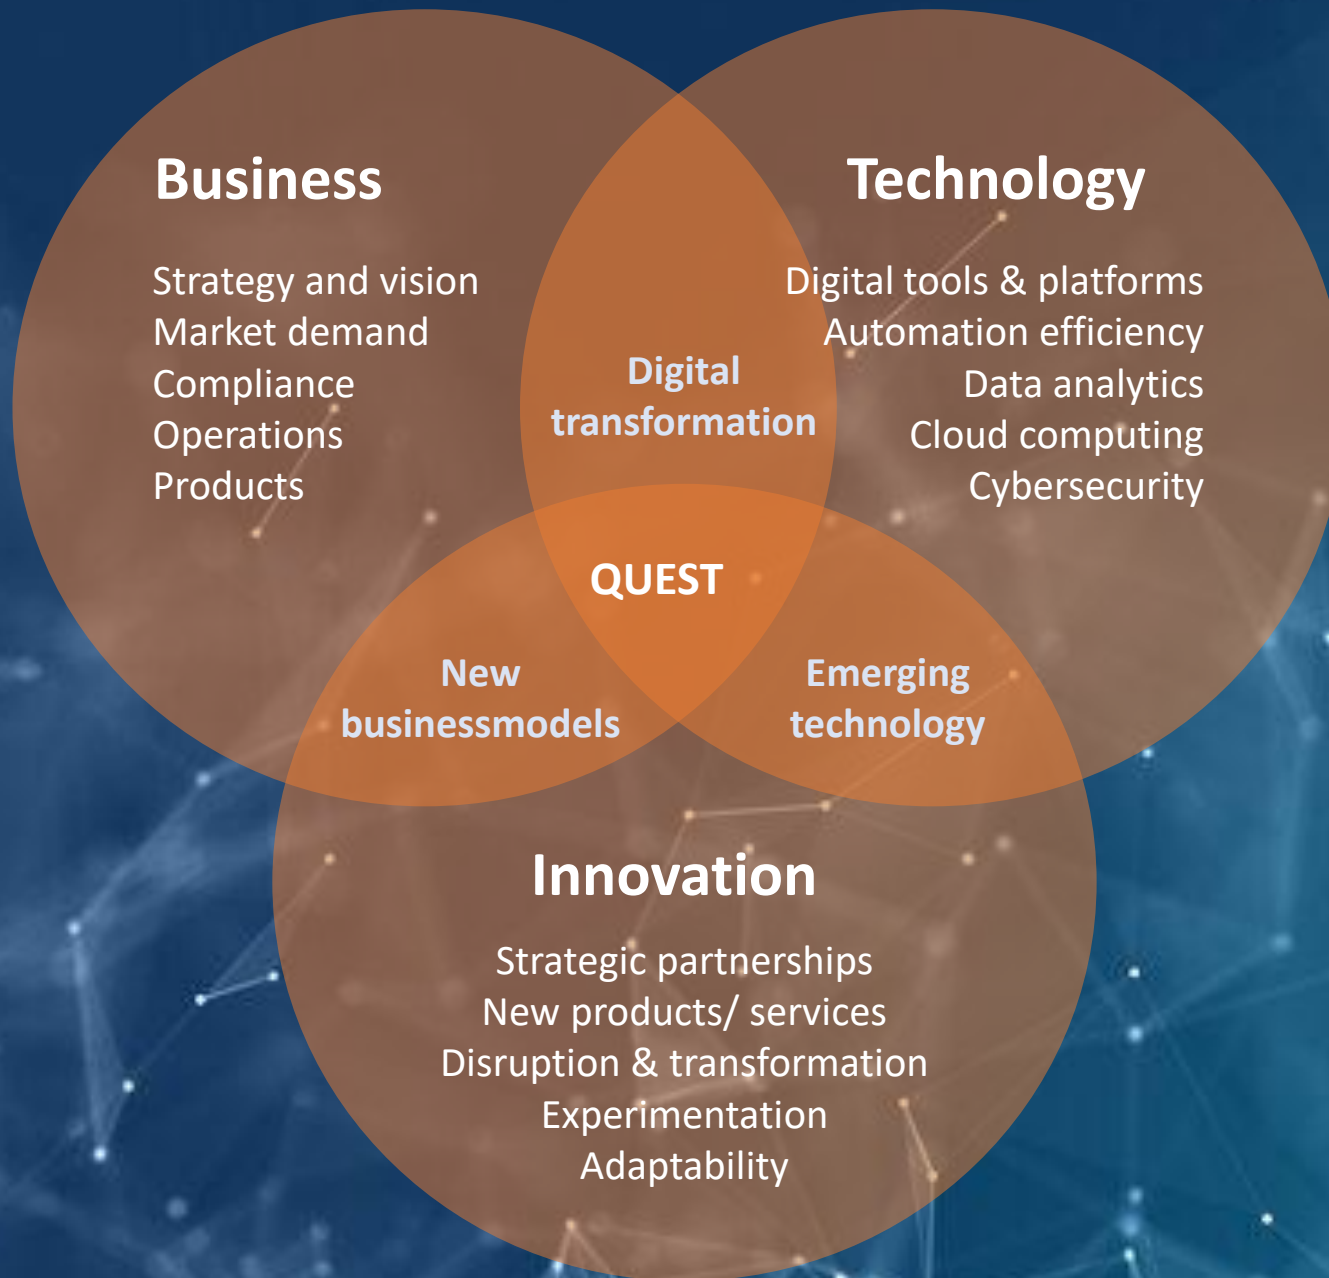 Business
Strategy and vision
Market demand
Compliance
Operations
Products
Technology
Digital tools & platforms
Automation efficiency
Data analytics
Cloud computing
Cybersecurity
Digital
transformation
QUEST
New
businessmodels
Emerging
technology
Innovation
Strategic partnerships
New products/ services
Disruption & transformation
Experimentation
Adaptability